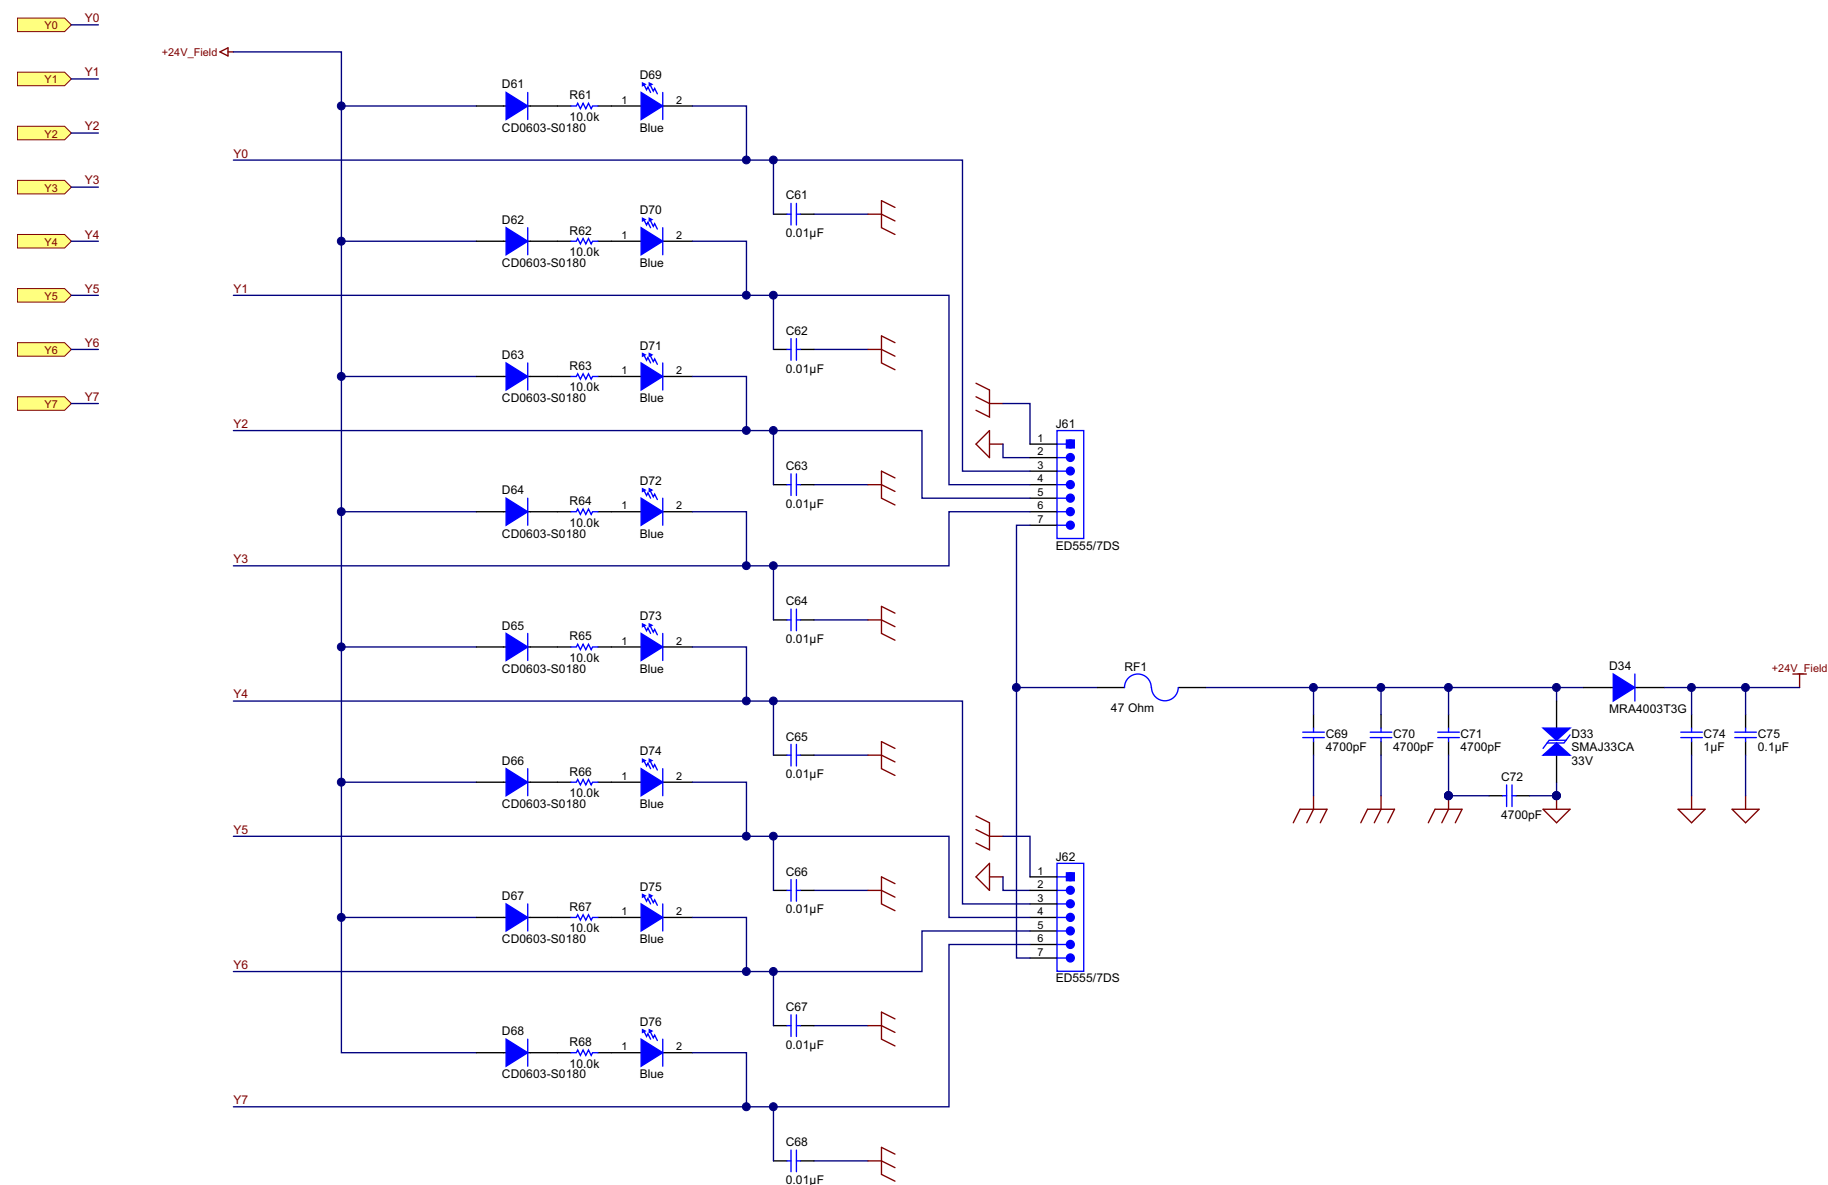 Y0 Y0
+24V_Field
Y1 Y1
Y2 Y2
Y3 Y3
Y4 Y4
Y5 Y5
Y6 Y6
Y7 Y7
D61 R61 D69
1 2
10.0k
CD0603-S0180 Blue
Y0
C61
0.01µF
D62 R62 D70
1 2
10.0k
CD0603-S0180 Blue
Y1
C62
0.01µF
D63 R63 D71
1 2
10.0k
CD0603-S0180 Blue
Y2
C63
0.01µF
D64 R64 D72
1 2
10.0k
CD0603-S0180 Blue
Y3
C64
0.01µF
D65 R65 D73
1 2
10.0k
CD0603-S0180 Blue
Y4
C65
0.01µF
D66 R66 D74
1 2
10.0k
CD0603-S0180 Blue
Y5
C66
0.01µF
D67 R67 D75
1 2
10.0k
CD0603-S0180 Blue
Y6
C67
0.01µF
D68 R68 D76
1 2
10.0k
CD0603-S0180 Blue
Y7
C68
0.01µF
J61
1
2
3
4
5
6
7
ED555/7DS
J62
1
2
3
4
5
6
7
ED555/7DS
RF1
47 Ohm
C69
4700pF
C70
4700pF
C71
4700pF
C72
4700pF
D33
SMAJ33CA
33V
D34
MRA4003T3G
C74
1µF
C75
0.1µF
+24V_Field